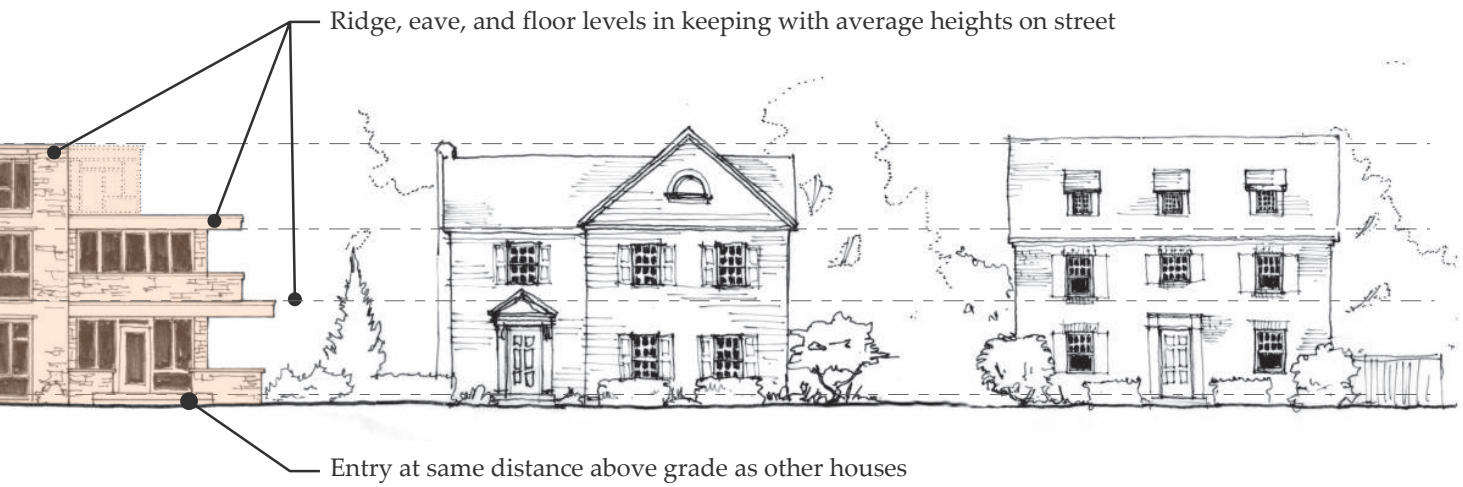 Ridge, eave, and floor levels in keeping with average heights on street
Entry at same distance above grade as other houses